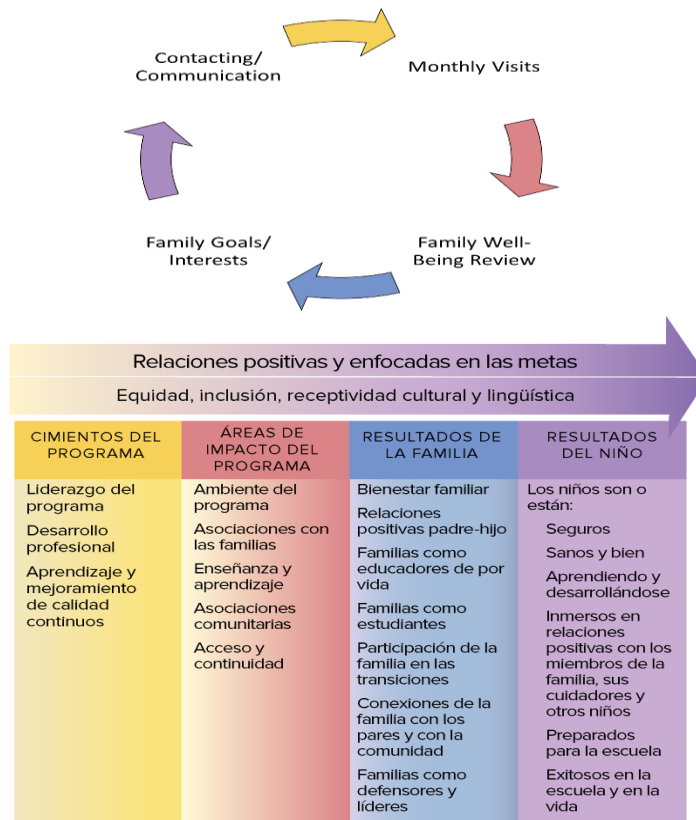 Contacting/
Communication
Monthly Visits
Family Goals/
Interests
Family Well-
Being Review
Relaciones positivas y enfocadas en las metas
Equidad, inclusión, receptividad cultural y lingüística
CIMIENTOS DEL
PROGRAMA
Liderazgo del
programa
Desarrollo
profesional
Aprendizaje y
mejoramiento
de calidad
continuos
ÁREAS DE
IMPACTO DEL
PROGRAMA
Ambiente del
programa
Asociaciones con
las familias
Enseñanza y
aprendizaje
Asociaciones
comunitarias
Acceso y
continuidad
RESULTADOS DE
LA FAMILIA
Bienestar familiar
Relaciones
positivas padre-hijo
Familias como
educadores de por
vida
Familias como
estudiantes
Participación de la
familia en las
transiciones
Conexiones de la
familia con los
pares y con la
comunidad
Familias como
defensores y
líderes
RESULTADOS
DEL NIÑO
Los niños son o
están:
Seguros
Sanos y bien
Aprendiendo y
desarrollándose
Inmersos en
relaciones
positivas con los
miembros de la
familia, sus
cuidadores y
otros niños
Preparados
para la escuela
Exitosos en la
escuela y en la
vida